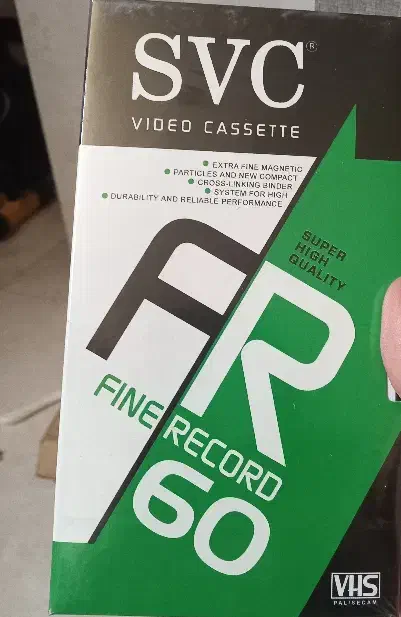 SVC®
VIDEO CASSETTE
● EXTRA FINE MAGNETIC
● PARTICLES AND NEW COMPACT
● CROSS-LINKING BINDER
● SYSTEM FOR HIGH
● DURABILITY AND RELIABLE PERFORMANCE
SUPER
HIGH
QUALITY
FR
FINE RECORD
60
VHS
PAL/SECAM